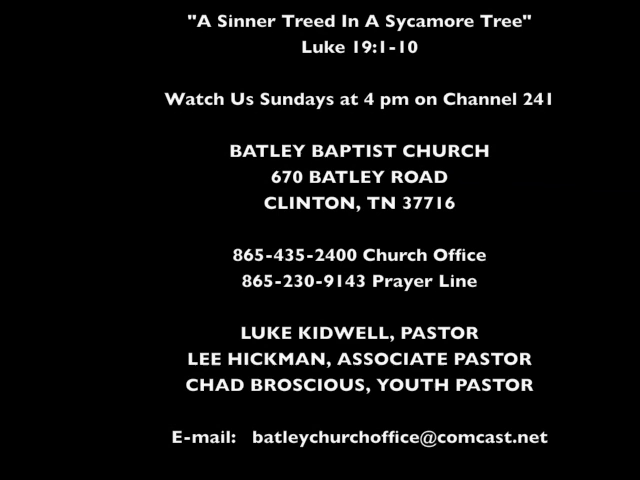 "A Sinner Treed In A Sycamore Tree"
Luke 19:1-10
Watch Us Sundays at 4 pm on Channel 241
BATLEY BAPTIST CHURCH
670 BATLEY ROAD
CLINTON, TN 37716
865-435-2400 Church Office
865-230-9143 Prayer Line
LUKE KIDWELL, PASTOR
LEE HICKMAN, ASSOCIATE PASTOR
CHAD BROSCIOUS, YOUTH PASTOR
E-mail:   batleychurchoffice@comcast.net